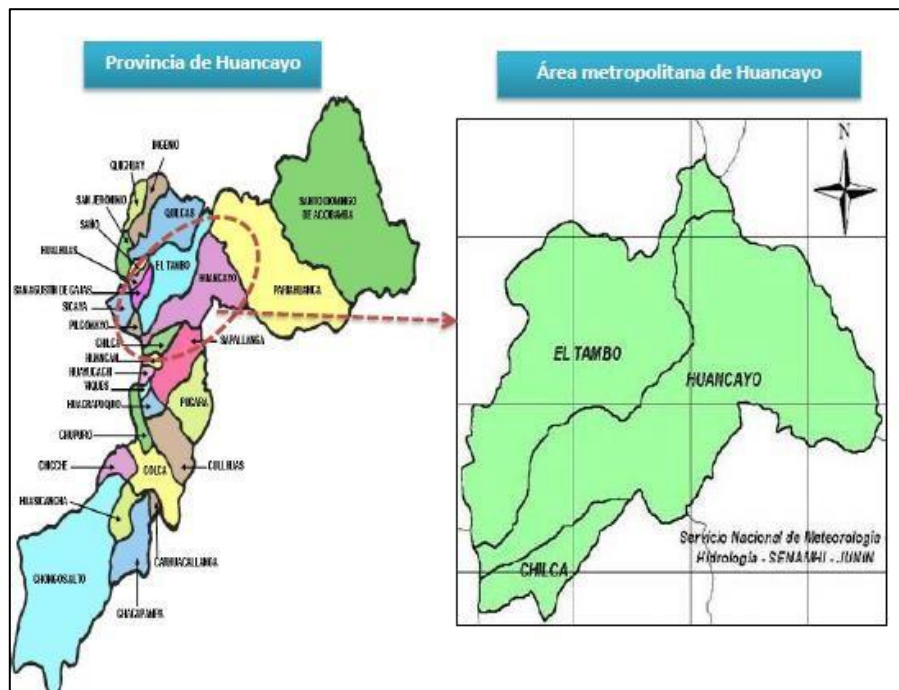 Provincia de Huancayo
Área metropolitana de Huancayo
INGENIO
QUICHUAY
SAN JERONIMO
SAÑO
HUALHUAS
SAN AGUSTIN DE CAJAS
SICAYA
PILCOMAYO
CHILCA
HUANCAN
HUAYUCACHI
VIQUES
HUACRAPUQUIO
CHUPURO
CHICCHE
HUASICANCHA
CHONGOSALTO
QUILCAS
EL TAMBO
HUANCAYO
PARIAHUANCA
SANTO DOMINGO
DE ACOBAMBA
SAPALLANGA
PUCARA
CULLHUAS
COLCA
CARHUACALLANGA
CHACAPAMPA
N
EL TAMBO
HUANCAYO
CHILCA
Servicio Nacional de Meteorologia
Hidrologia - SENAMHI - JUNIN